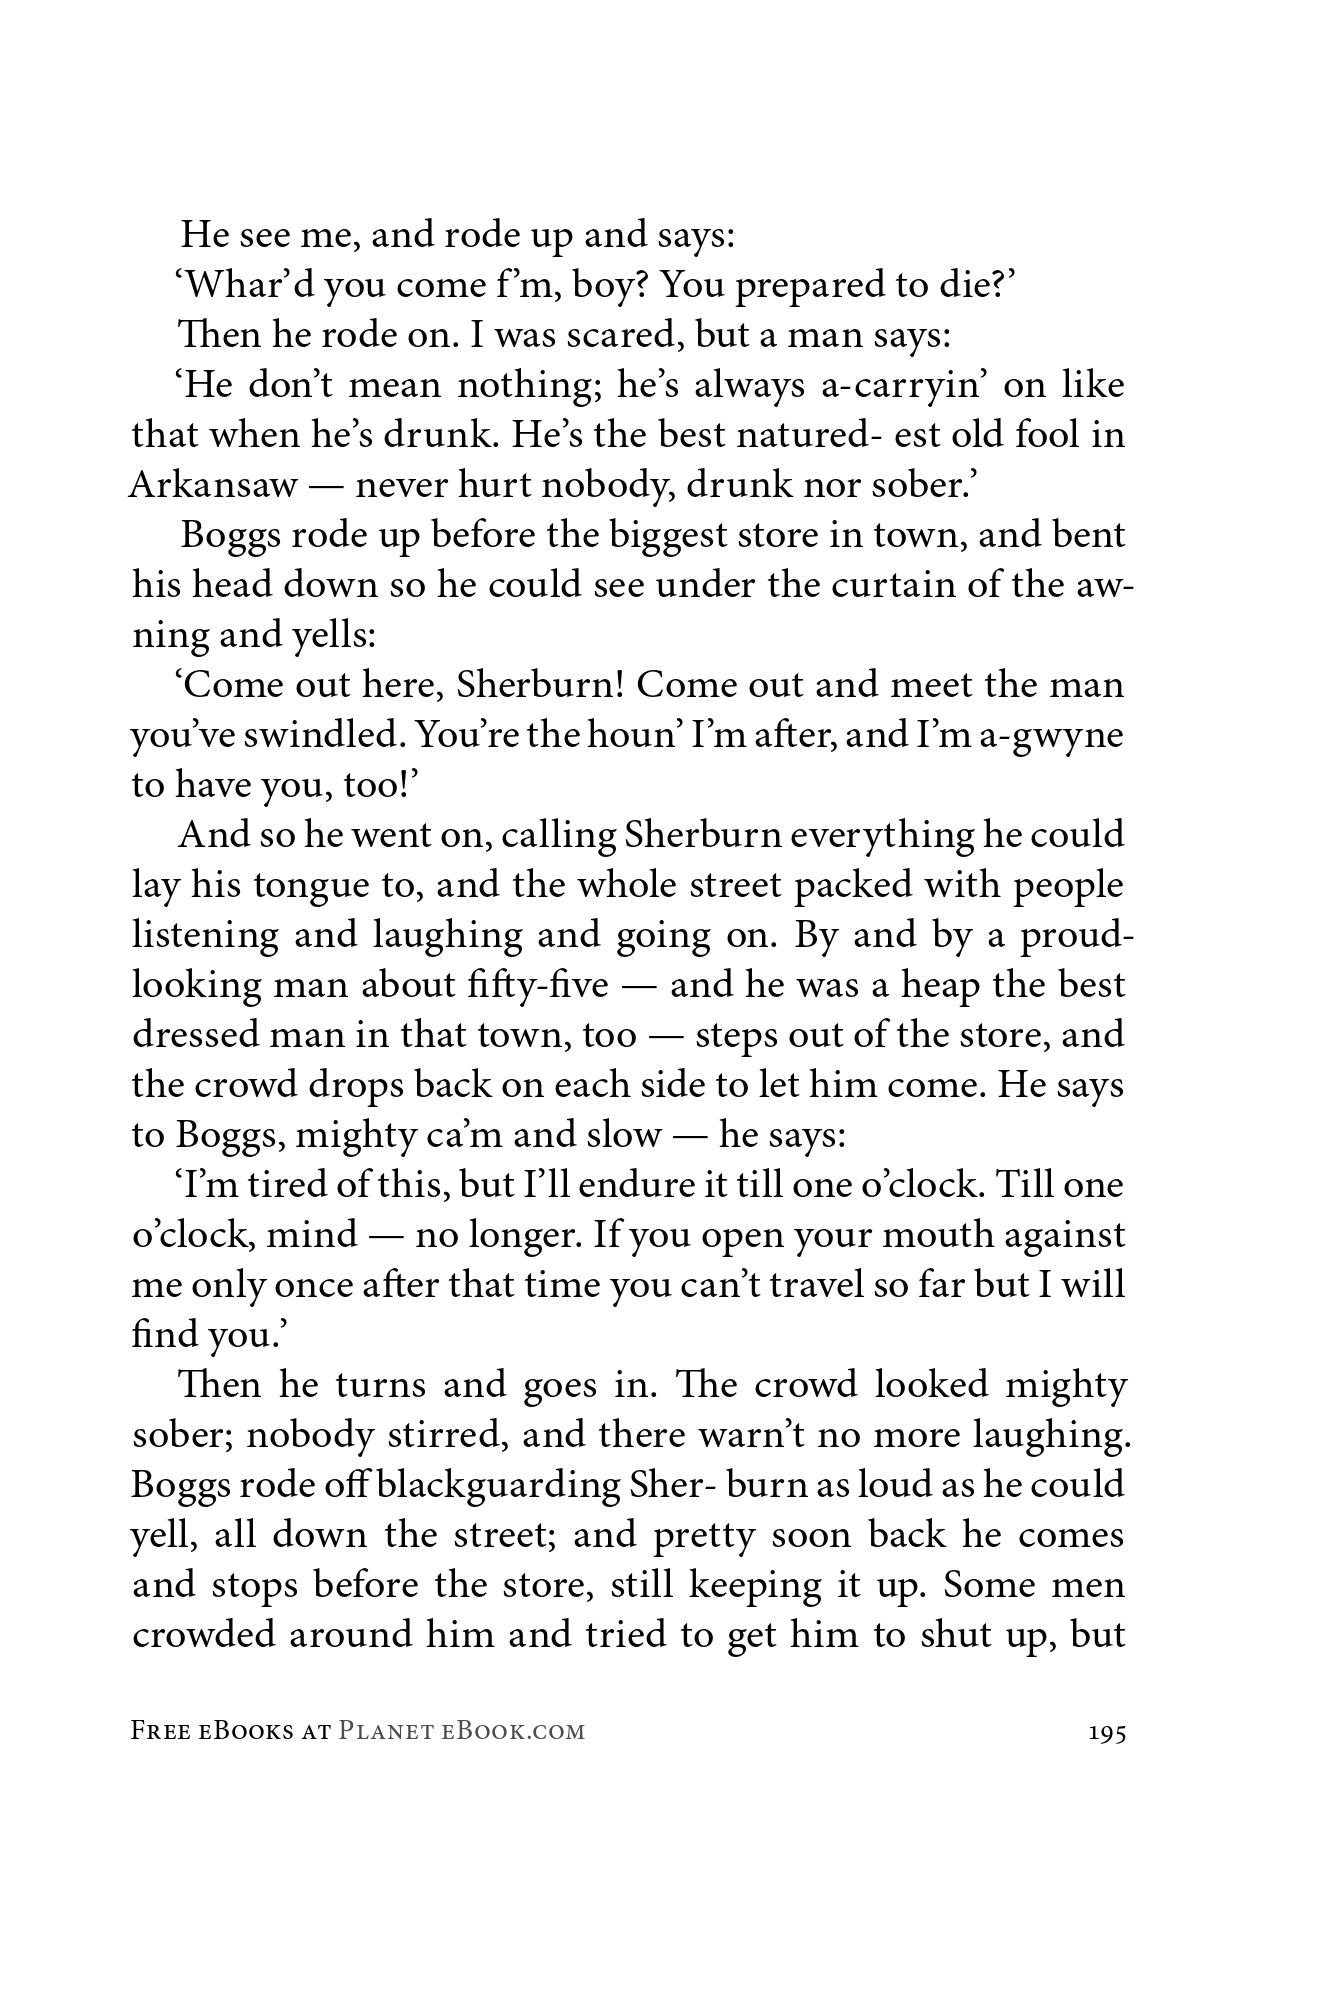 He see me, and rode up and says:
‘Whar’d you come f’m, boy? You prepared to die?’
Then he rode on. I was scared, but a man says:
‘He don’t mean nothing; he’s always a-carryin’ on like
that when he’s drunk. He’s the best natured- est old fool in
Arkansaw — never hurt nobody, drunk nor sober.’
Boggs rode up before the biggest store in town, and bent
his head down so he could see under the curtain of the aw-
ning and yells:
‘Come out here, Sherburn! Come out and meet the man
you’ve swindled. You’re the houn’ I’m after, and I’m a-gwyne
to have you, too!’
And so he went on, calling Sherburn everything he could
lay his tongue to, and the whole street packed with people
listening and laughing and going on. By and by a proud-
looking man about fifty-five — and he was a heap the best
dressed man in that town, too — steps out of the store, and
the crowd drops back on each side to let him come. He says
to Boggs, mighty ca’m and slow — he says:
‘I’m tired of this, but I’ll endure it till one o’clock. Till one
o’clock, mind — no longer. If you open your mouth against
me only once after that time you can’t travel so far but I will
find you.’
Then he turns and goes in. The crowd looked mighty
sober; nobody stirred, and there warn’t no more laughing.
Boggs rode off blackguarding Sher- burn as loud as he could
yell, all down the street; and pretty soon back he comes
and stops before the store, still keeping it up. Some men
crowded around him and tried to get him to shut up, but
Free eBooks at Planet eBook.com 195